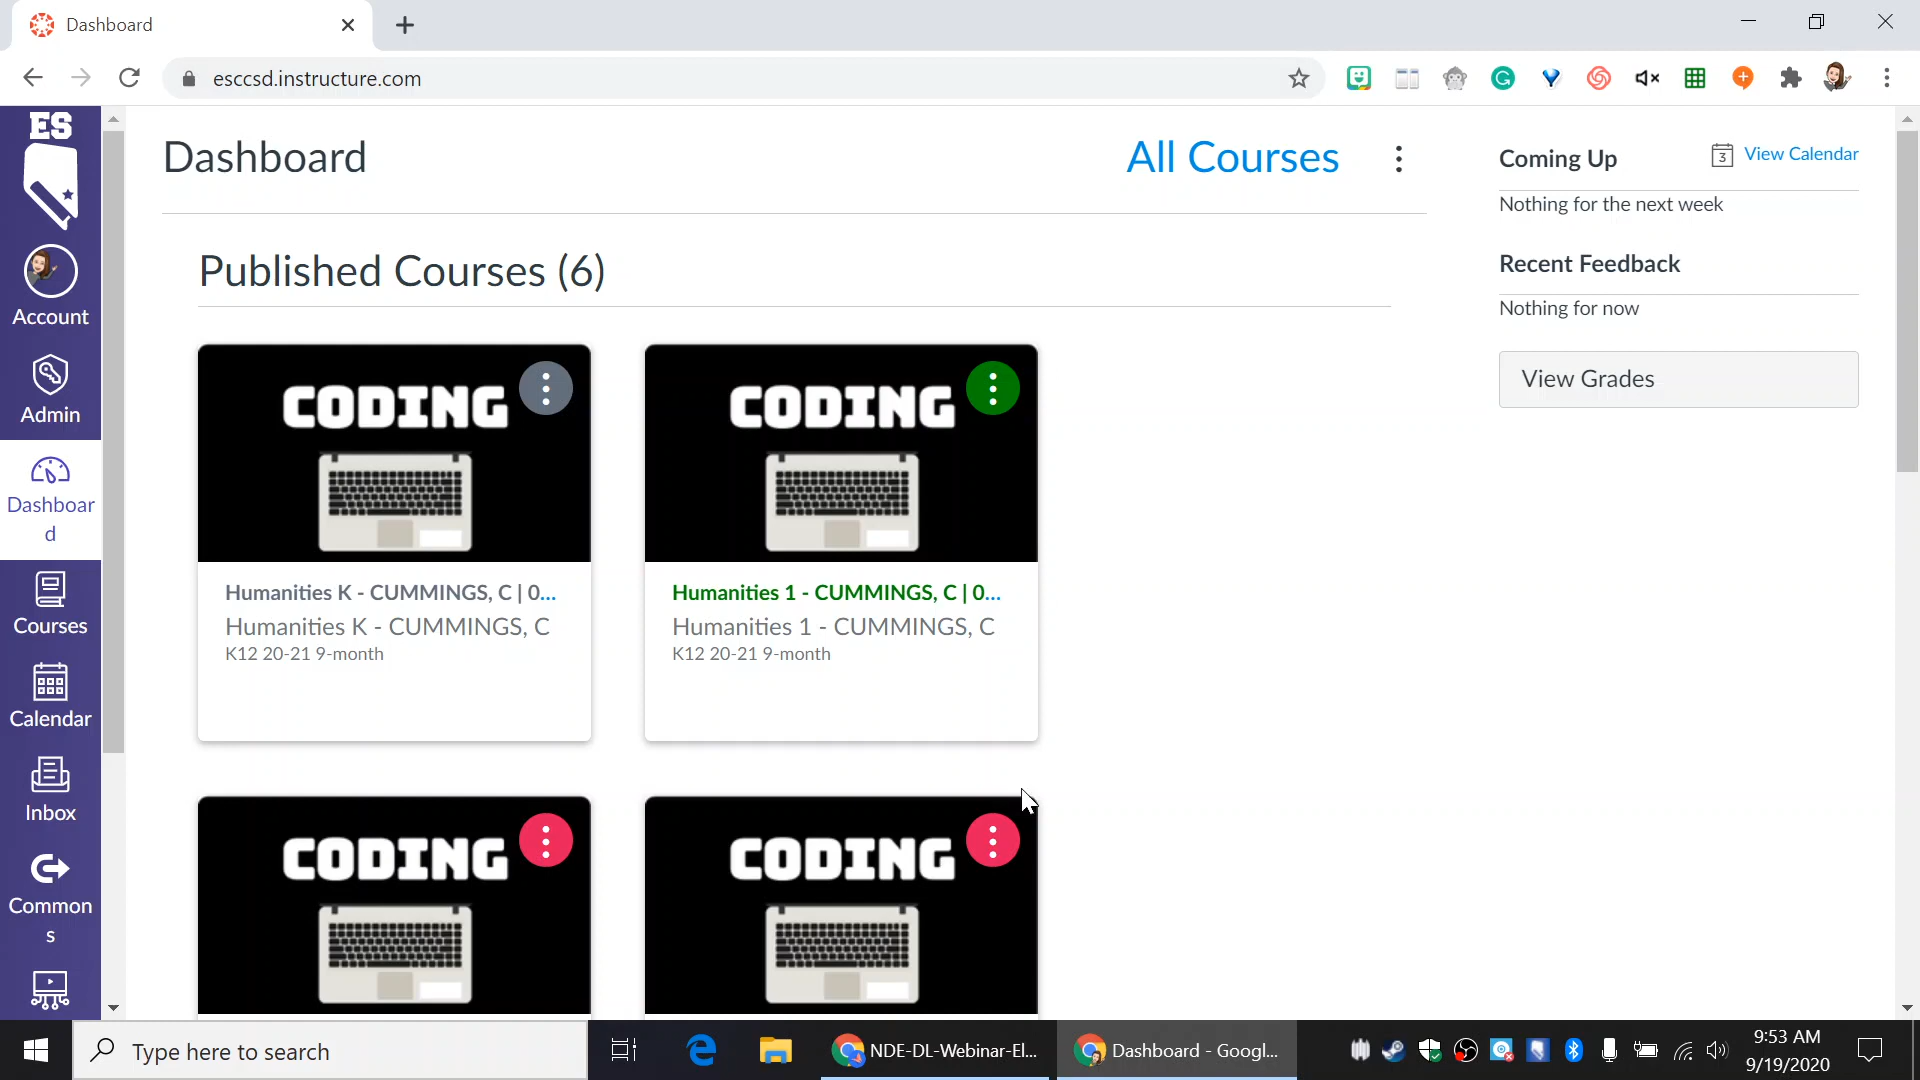 Dashboard
esccsd.instructure.com
ES
Account
Admin
Dashboar
d
Courses
Calendar
Inbox
Common
s
Dashboard
All Courses
Published Courses (6)
CODING
Humanities K - CUMMINGS, C | 0...
Humanities K - CUMMINGS, C
K12 20-21 9-month
CODING
Humanities 1 - CUMMINGS, C | 0...
Humanities 1 - CUMMINGS, C
K12 20-21 9-month
CODING
CODING
Coming Up
3
View Calendar
Nothing for the next week
Recent Feedback
Nothing for now
View Grades
Type here to search
NDE-DL-Webinar-El...
Dashboard - Googl...
9:53 AM
9/19/2020